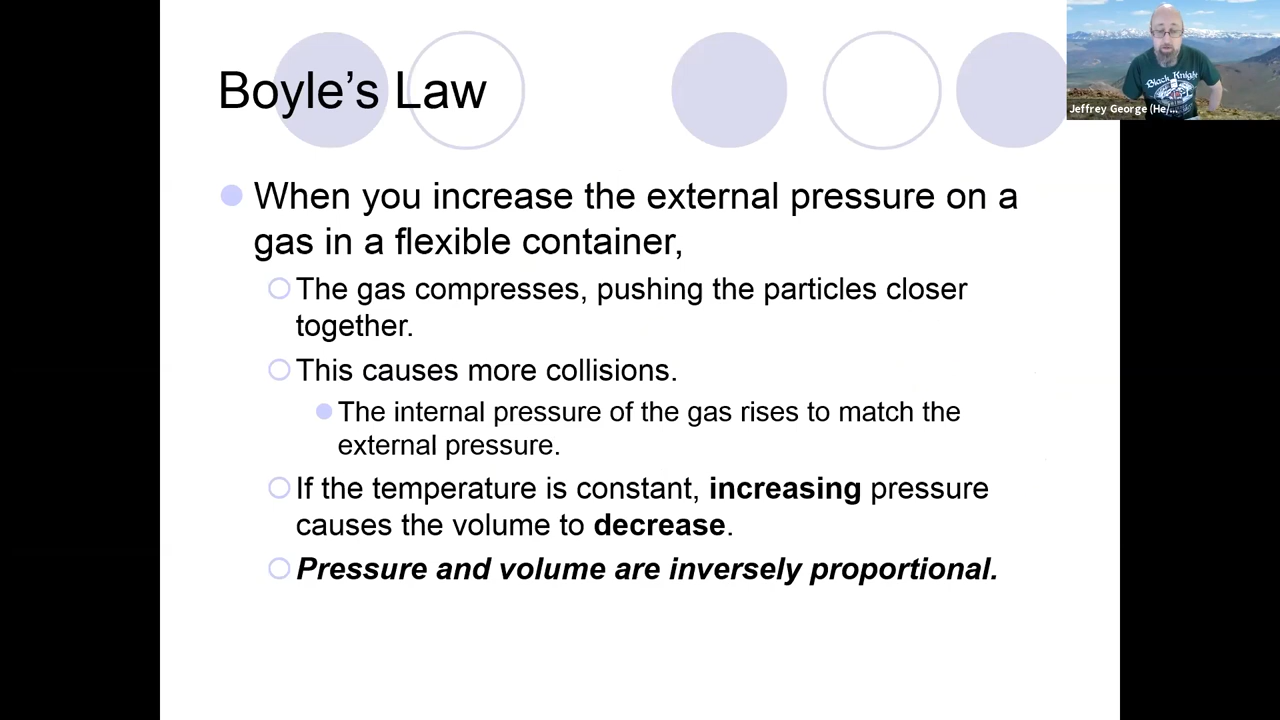 Boyle's Law
When you increase the external pressure on a
gas in a flexible container,
The gas compresses, pushing the particles closer
together.
This causes more collisions.
The internal pressure of the gas rises to match the
external pressure.
If the temperature is constant, increasing pressure
causes the volume to decrease.
Pressure and volume are inversely proportional.
Black Knight
Jeffrey George (He/...